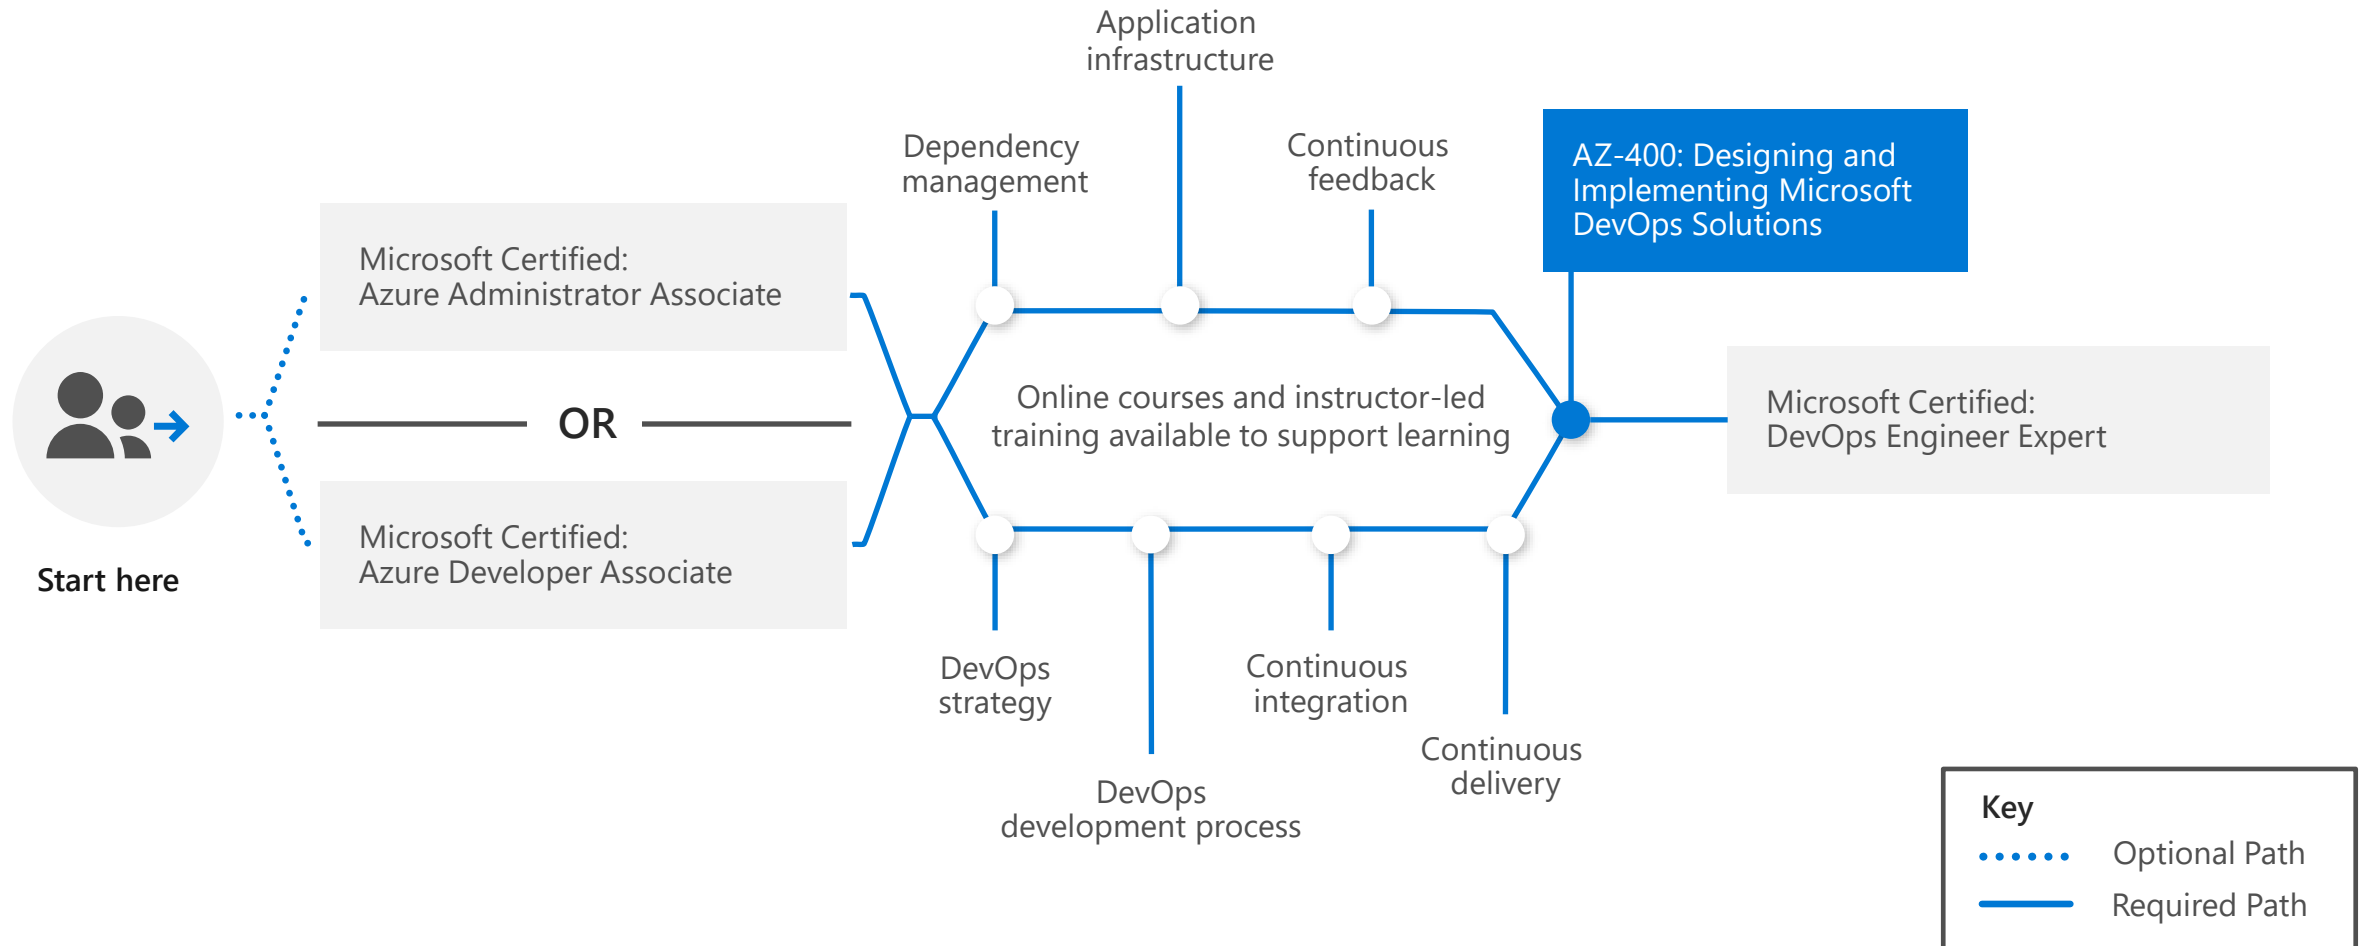 Start here
Microsoft Certified:
Azure Administrator Associate
OR
Microsoft Certified:
Azure Developer Associate
Dependency
management
Application
infrastructure
Continuous
feedback
Online courses and instructor-led
training available to support learning
DevOps
strategy
DevOps
development process
Continuous
integration
Continuous
delivery
AZ-400: Designing and
Implementing Microsoft
DevOps Solutions
Microsoft Certified:
DevOps Engineer Expert
Key
Optional Path
Required Path